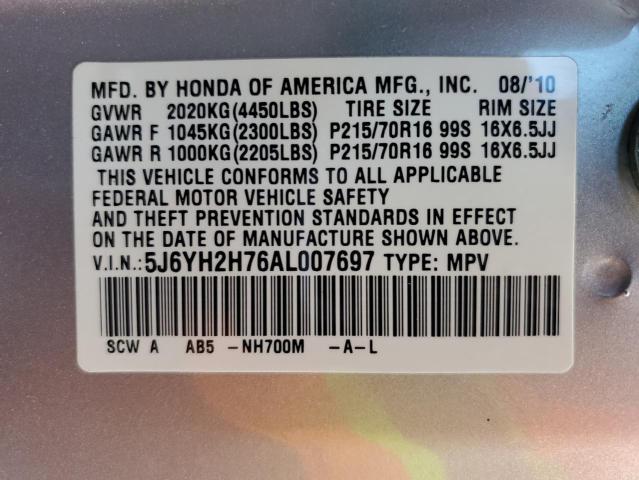 MFD. BY HONDA OF AMERICA MFG., INC. 08/'10
GVWR 2020KG(4450LBS) TIRE SIZE RIM SIZE
GAWR F 1045KG(2300LBS) P215/70R16 99S 16X6.5JJ
GAWR R 1000KG(2205LBS) P215/70R16 99S 16X6.5JJ
THIS VEHICLE CONFORMS TO ALL APPLICABLE
FEDERAL MOTOR VEHICLE SAFETY
AND THEFT PREVENTION STANDARDS IN EFFECT
ON THE DATE OF MANUFACTURE SHOWN ABOVE.
V.I.N.:5J6YH2H76AL007697 TYPE: MPV
SCW A AB5 -NH700M -A-L